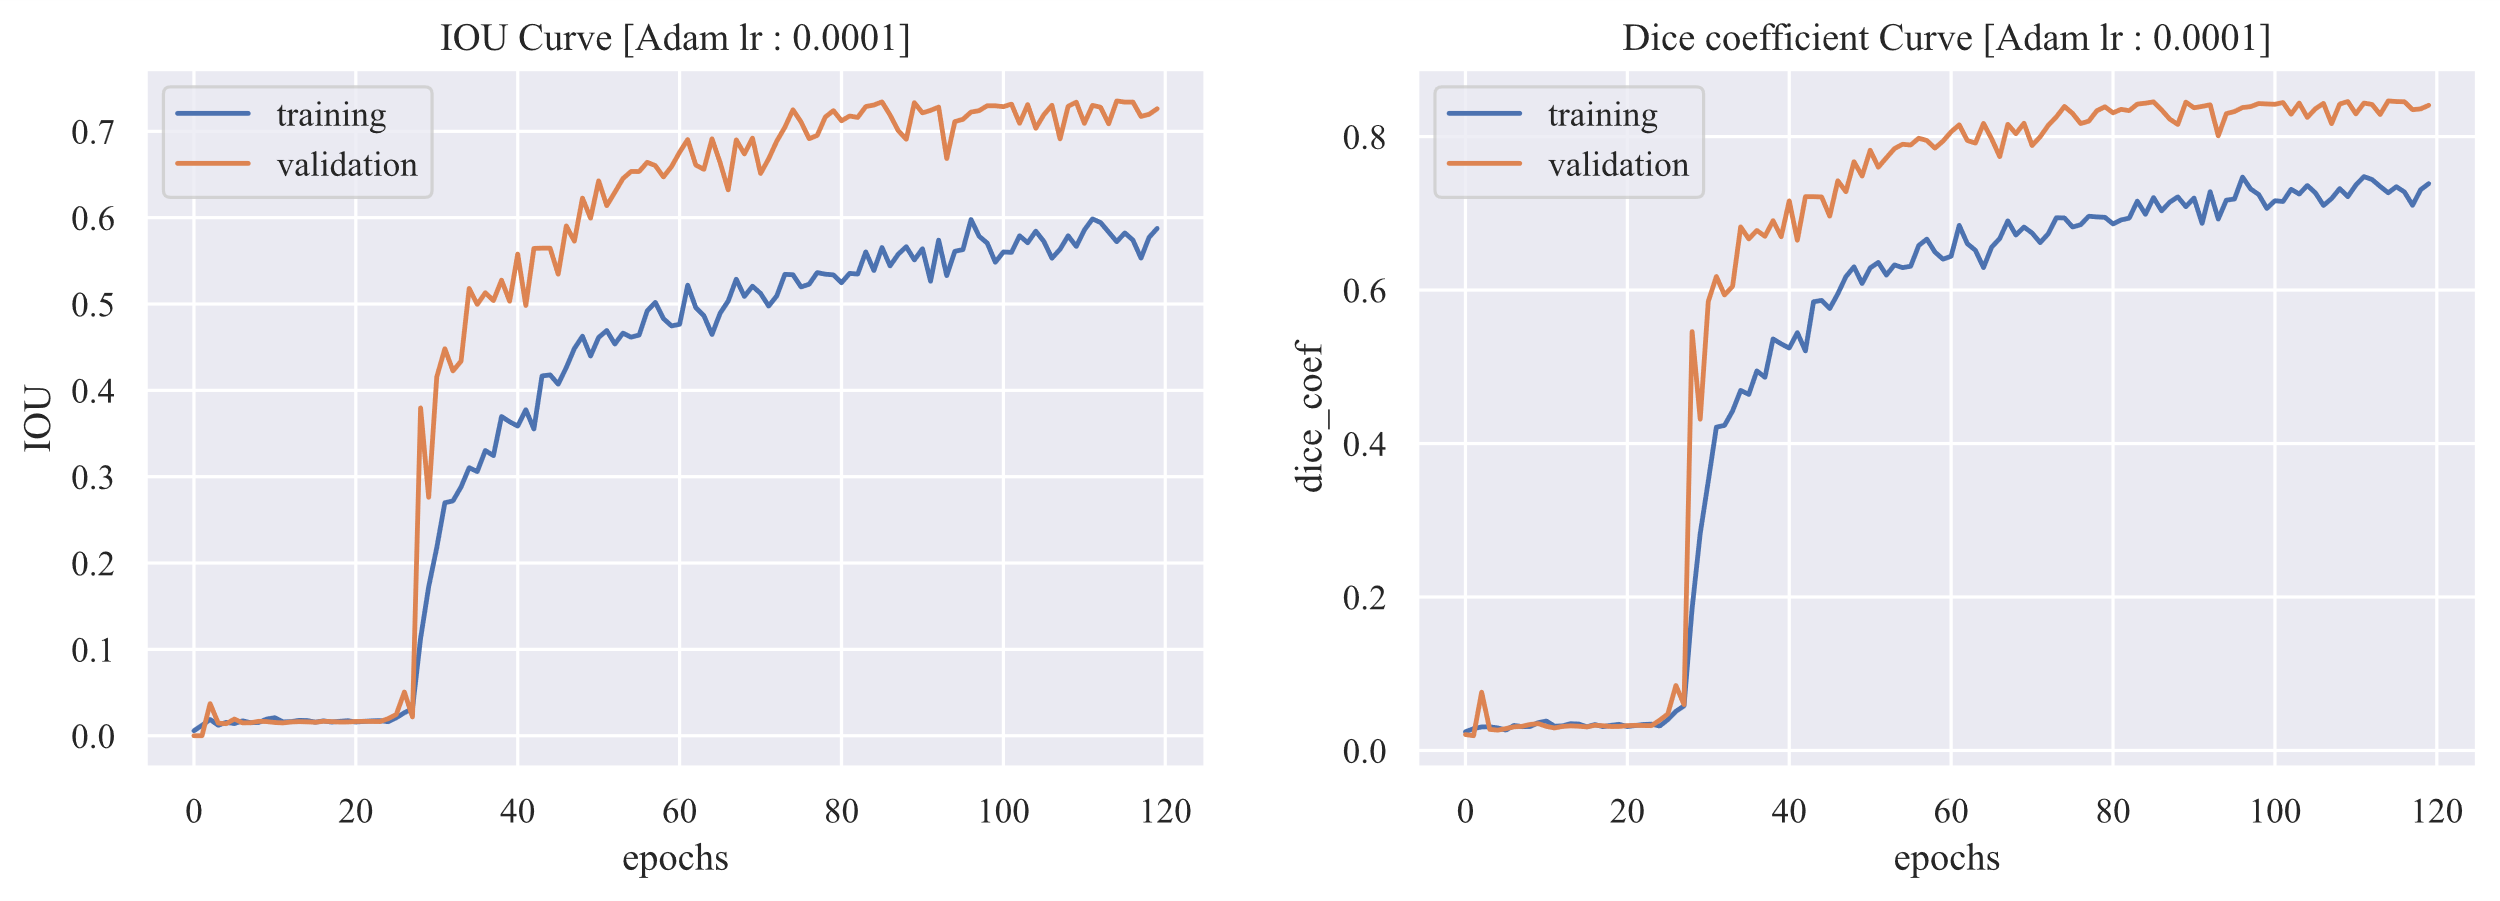 IOU Curve [Adam lr : 0.0001]
training
validation
0.7
0.6
0.5
0.4
0.3
0.2
0.1
0.0
IOU
0 20 40 60 80 100 120
epochs
Dice coefficient Curve [Adam lr : 0.0001]
training
validation
0.8
0.6
0.4
0.2
0.0
dice_coef
0 20 40 60 80 100 120
epochs